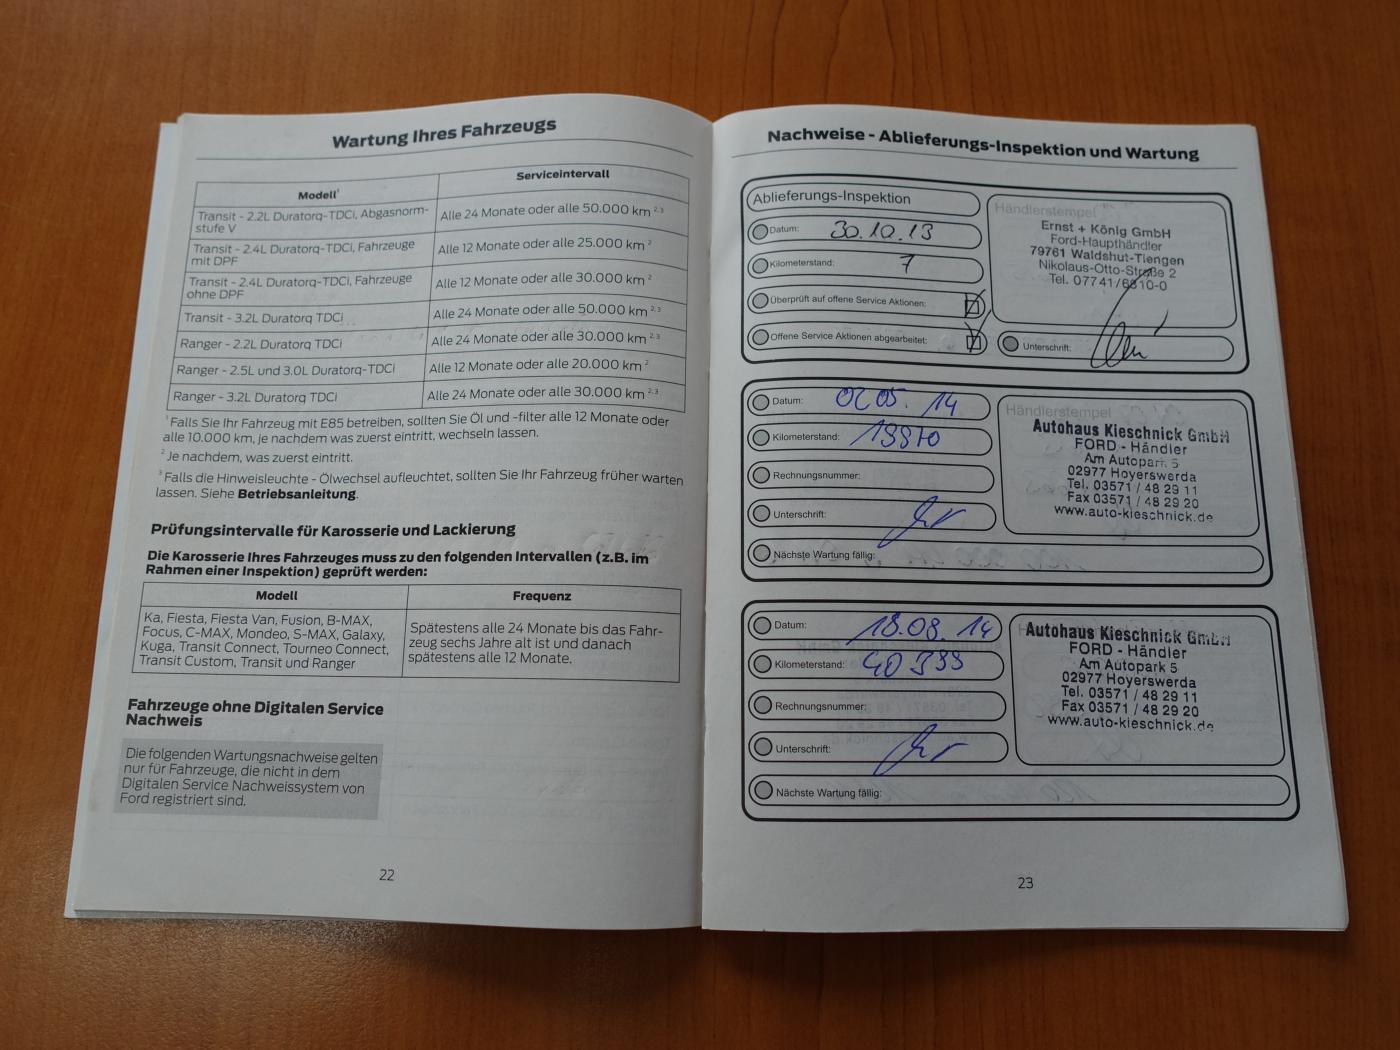 Wartung Ihres Fahrzeugs
Modell¹
Serviceintervall
Transit - 2.2L Duratorq-TDCi, Abgasnorm-
stufe V
Alle 24 Monate oder alle 50.000 km ²·³
Transit - 2.4L Duratorq-TDCi, Fahrzeuge
mit DPF
Alle 12 Monate oder alle 25.000 km ²
Transit - 2.4L Duratorq-TDCi, Fahrzeuge
ohne DPF
Alle 12 Monate oder alle 30.000 km ²
Transit - 3.2L Duratorq TDCi
Alle 24 Monate oder alle 50.000 km ²·³
Ranger - 2.2L Duratorq TDCi
Alle 24 Monate oder alle 30.000 km ²·³
Ranger - 2.5L und 3.0L Duratorq-TDCi
Alle 12 Monate oder alle 20.000 km ²
Ranger - 3.2L Duratorq TDCi
Alle 24 Monate oder alle 30.000 km ²·³
¹ Falls Sie Ihr Fahrzeug mit E85 betreiben, sollten Sie Öl und -filter alle 12 Monate oder
alle 10.000 km, je nachdem was zuerst eintritt, wechseln lassen.
² Je nachdem, was zuerst eintritt.
³ Falls die Hinweisleuchte - Ölwechsel aufleuchtet, sollten Sie Ihr Fahrzeug früher warten
lassen. Siehe Betriebsanleitung.
Prüfungsintervalle für Karosserie und Lackierung
Die Karosserie Ihres Fahrzeuges muss zu den folgenden Intervallen (z.B. im
Rahmen einer Inspektion) geprüft werden:
Modell
Frequenz
Ka, Fiesta, Fiesta Van, Fusion, B-MAX,
Focus, C-MAX, Mondeo, S-MAX, Galaxy,
Kuga, Transit Connect, Tourneo Connect,
Transit Custom, Transit und Ranger
Spätestens alle 24 Monate bis das Fahr-
zeug sechs Jahre alt ist und danach
spätestens alle 12 Monate.
Fahrzeuge ohne Digitalen Service
Nachweis
Die folgenden Wartungsnachweise gelten
nur für Fahrzeuge, die nicht in dem
Digitalen Service Nachweissystem von
Ford registriert sind.
22
Nachweise - Ablieferungs-Inspektion und Wartung
Ablieferungs-Inspektion
Datum: 30.10.13
Kilometerstand: 7
Überprüft auf offene Service Aktionen:
Offene Service Aktionen abgearbeitet:
Händlerstempel
Ernst + König GmbH
Ford-Haupthändler
79761 Waldshut-Tiengen
Nikolaus-Otto-Straße 2
Tel. 07741/6810-0
Unterschrift:
Datum: 02 05. 14
Kilometerstand:
Rechnungsnummer:
Unterschrift:
Nächste Wartung fällig:
Händlerstempel
Autohaus Kieschnick GmbH
FORD - Händler
Am Autopark 5
02977 Hoyerswerda
Tel. 03571 / 48 29 11
Fax 03571 / 48 29 20
www.auto-kieschnick.de
Datum: 18.08. 14
Kilometerstand:
Rechnungsnummer:
Unterschrift:
Nächste Wartung fällig:
Autohaus Kieschnick GmbH
FORD - Händler
Am Autopark 5
02977 Hoyerswerda
Tel. 03571 / 48 29 11
Fax 03571 / 48 29 20
www.auto-kieschnick.de
23